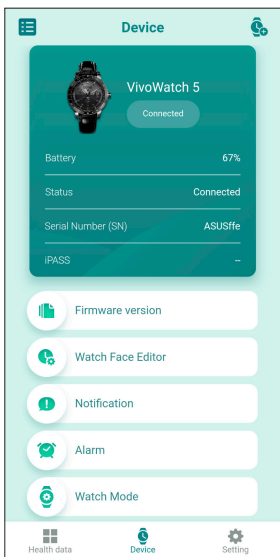 Device
VivoWatch 5
Connected
Battery 67%
Status Connected
Serial Number (SN) ASUSffe
iPASS --
Firmware version
Watch Face Editor
Notification
Alarm
Watch Mode
Health data Device Setting